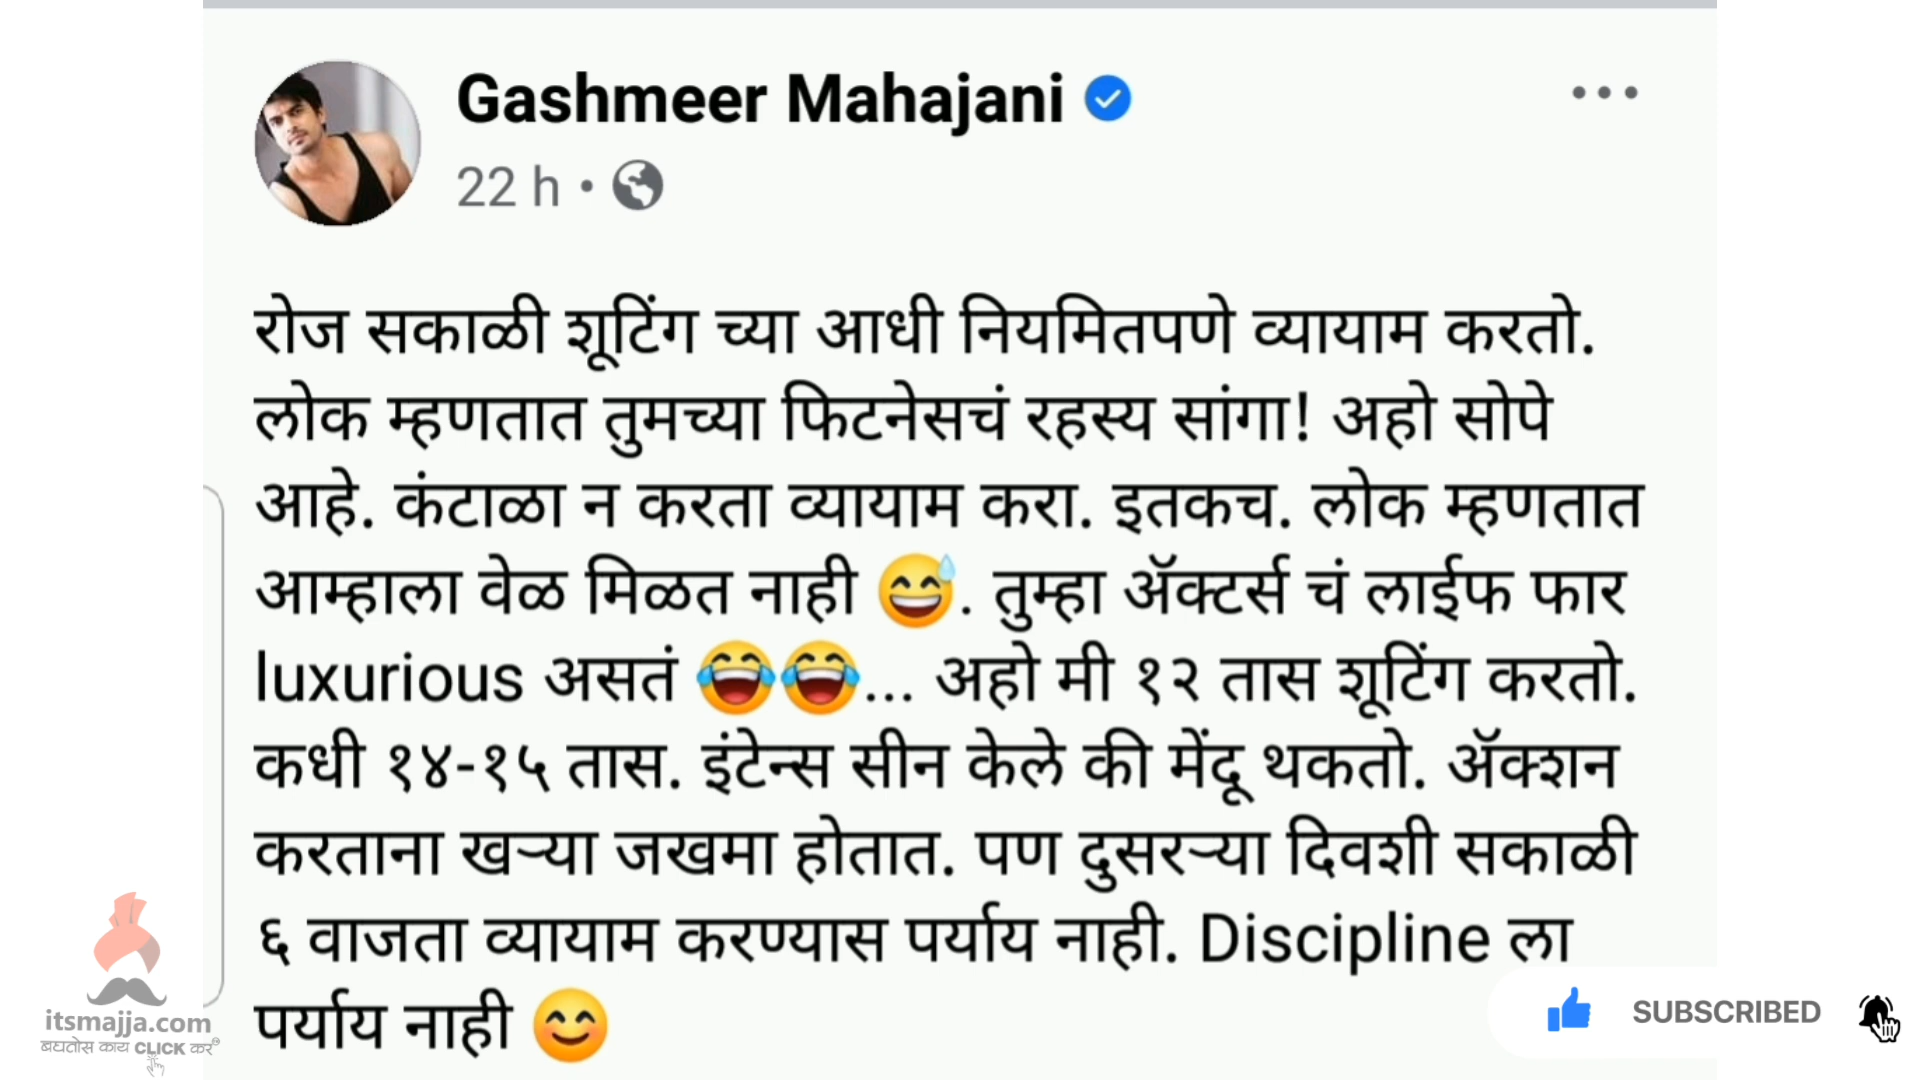 Gashmeer Mahajani
22 h •
रोज सकाळी शूटिंग च्या आधी नियमितपणे व्यायाम करतो.
लोक म्हणतात तुमच्या फिटनेसचं रहस्य सांगा! अहो सोपे
आहे. कंटाळा न करता व्यायाम करा. इतकच. लोक म्हणतात
आम्हाला वेळ मिळत नाही 😅. तुम्हा ॲक्टर्स चं लाईफ फार
luxurious असतं 😂😂... अहो मी १२ तास शूटिंग करतो.
कधी १४-१५ तास. इंटेन्स सीन केले की मेंदू थकतो. ॲक्शन
करताना खऱ्या जखमा होतात. पण दुसरऱ्या दिवशी सकाळी
६ वाजता व्यायाम करण्यास पर्याय नाही. Discipline ला
पर्याय नाही 😊
itsmajja.com
बघतोस काय CLICK कर
SUBSCRIBED